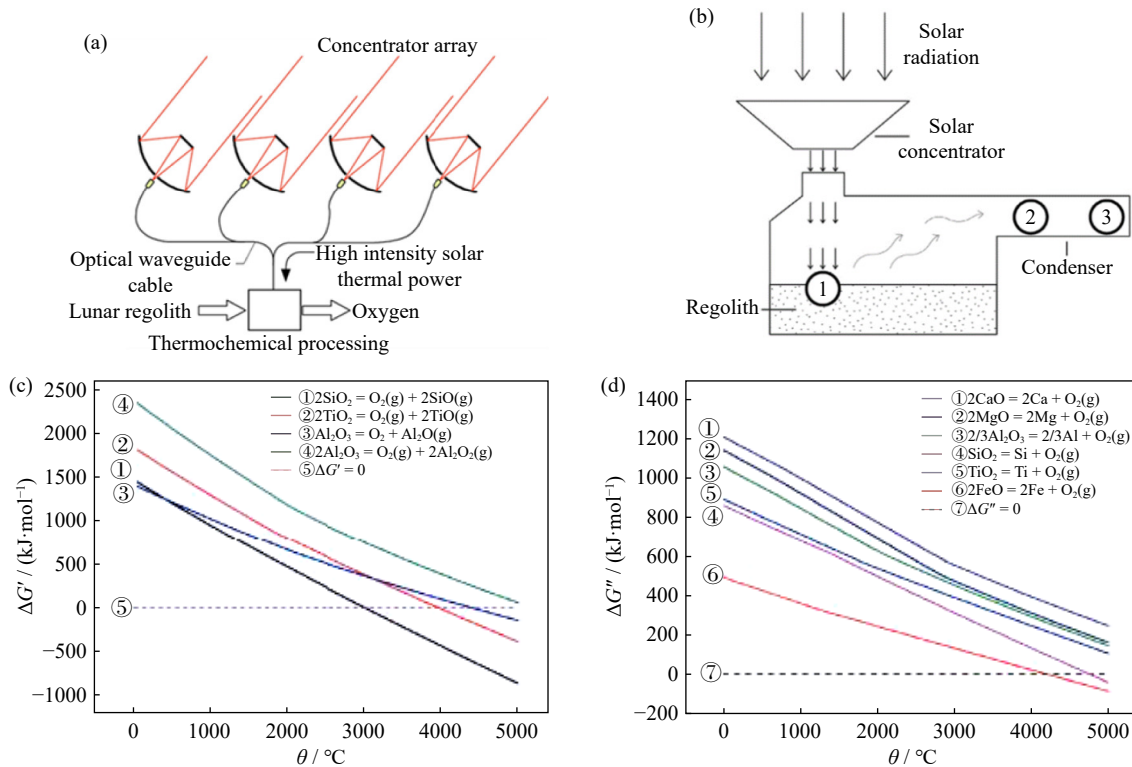 (a)
Concentrator array
Optical waveguide
cable
High intensity solar
thermal power
Lunar regolith
Oxygen
Thermochemical processing
(b)
Solar
radiation
Solar
concentrator
①
②
③
Condenser
Regolith
(c)
ΔG′ / (kJ·mol⁻¹)
2500
2000
1500
1000
500
0
−500
−1000
④
②
①
③
⑤
①2SiO₂ = O₂(g) + 2SiO(g)
②2TiO₂ = O₂(g) + 2TiO(g)
③Al₂O₃ = O₂ + Al₂O(g)
④2Al₂O₃ = O₂(g) + 2Al₂O₂(g)
⑤ΔG′ = 0
0 1000 2000 3000 4000 5000
θ / °C
(d)
ΔG″ / (kJ·mol⁻¹)
1400
1200
1000
800
600
400
200
0
−200
①
②
③
⑤
④
⑥
⑦
①2CaO = 2Ca + O₂(g)
②2MgO = 2Mg + O₂(g)
③2/3Al₂O₃ = 2/3Al + O₂(g)
④SiO₂ = Si + O₂(g)
⑤TiO₂ = Ti + O₂(g)
⑥2FeO = 2Fe + O₂(g)
⑦ΔG″ = 0
0 1000 2000 3000 4000 5000
θ / °C